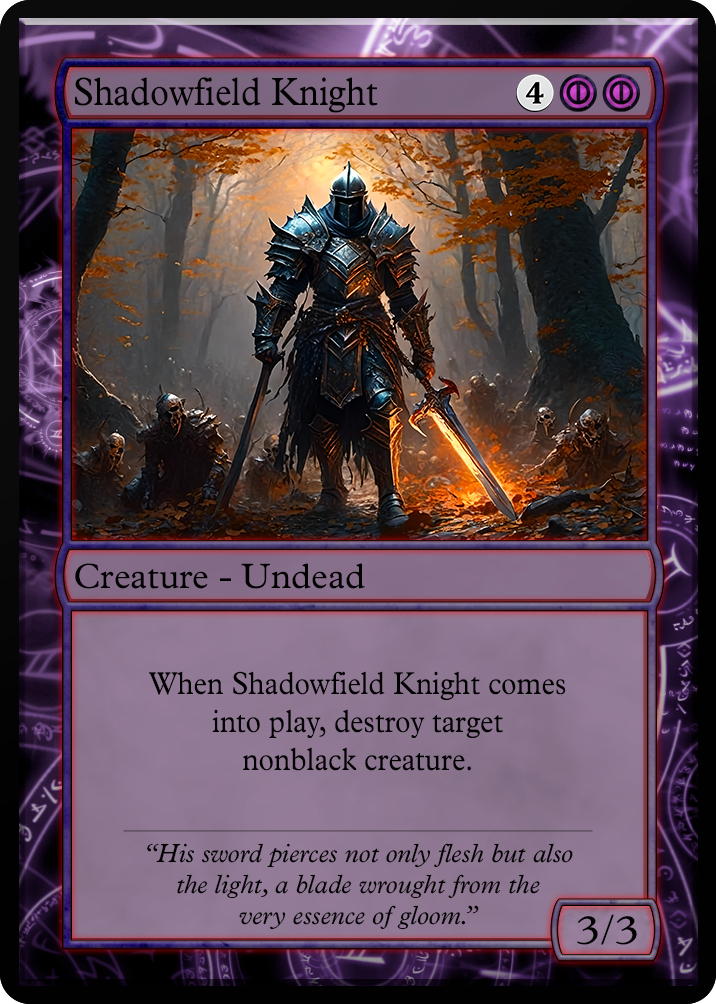 Shadowfield Knight 4
Creature - Undead
When Shadowfield Knight comes
into play, destroy target
nonblack creature.
“His sword pierces not only flesh but also
the light, a blade wrought from the
very essence of gloom.”
3/3